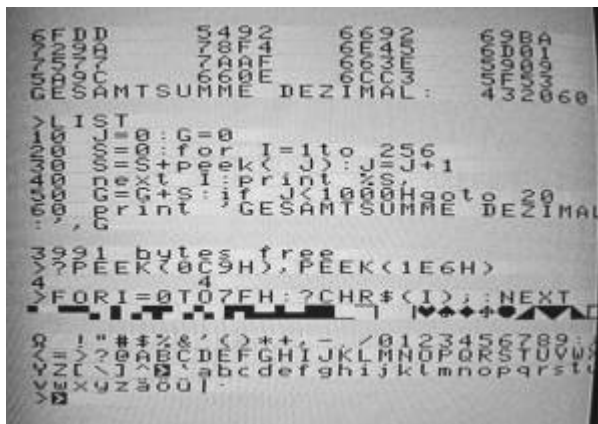 6FDD 5492 6692 69BA
729A 78F4 6E45 6D01
7577 7AAF 663E 5909
5A9C 660E 6CC3 5F53
GESAMTSUMME DEZIMAL: 432060
>LIST
10 J=0:G=0
20 S=0:for I=1to 256
30 S=S+peek( J):J=J+1
40 next I:print %S,
50 G=G+S:if J<1000Hgoto 20
60 print 'GESAMTSUMME DEZIMAL
:',G
3991 bytes free
>?PEEK(0C9H),PEEK(1E6H)
4
4
>FORI=0TO7FH:?CHR$(I);:NEXT
Ω !"#$%&'()*+,-./0123456789:;
<=>?@ABCDEFGHIJKLMNOPQRSTUVWX
YZ[\]^ `abcdefghijklmnopqrstu
vwxyzäöü|
>